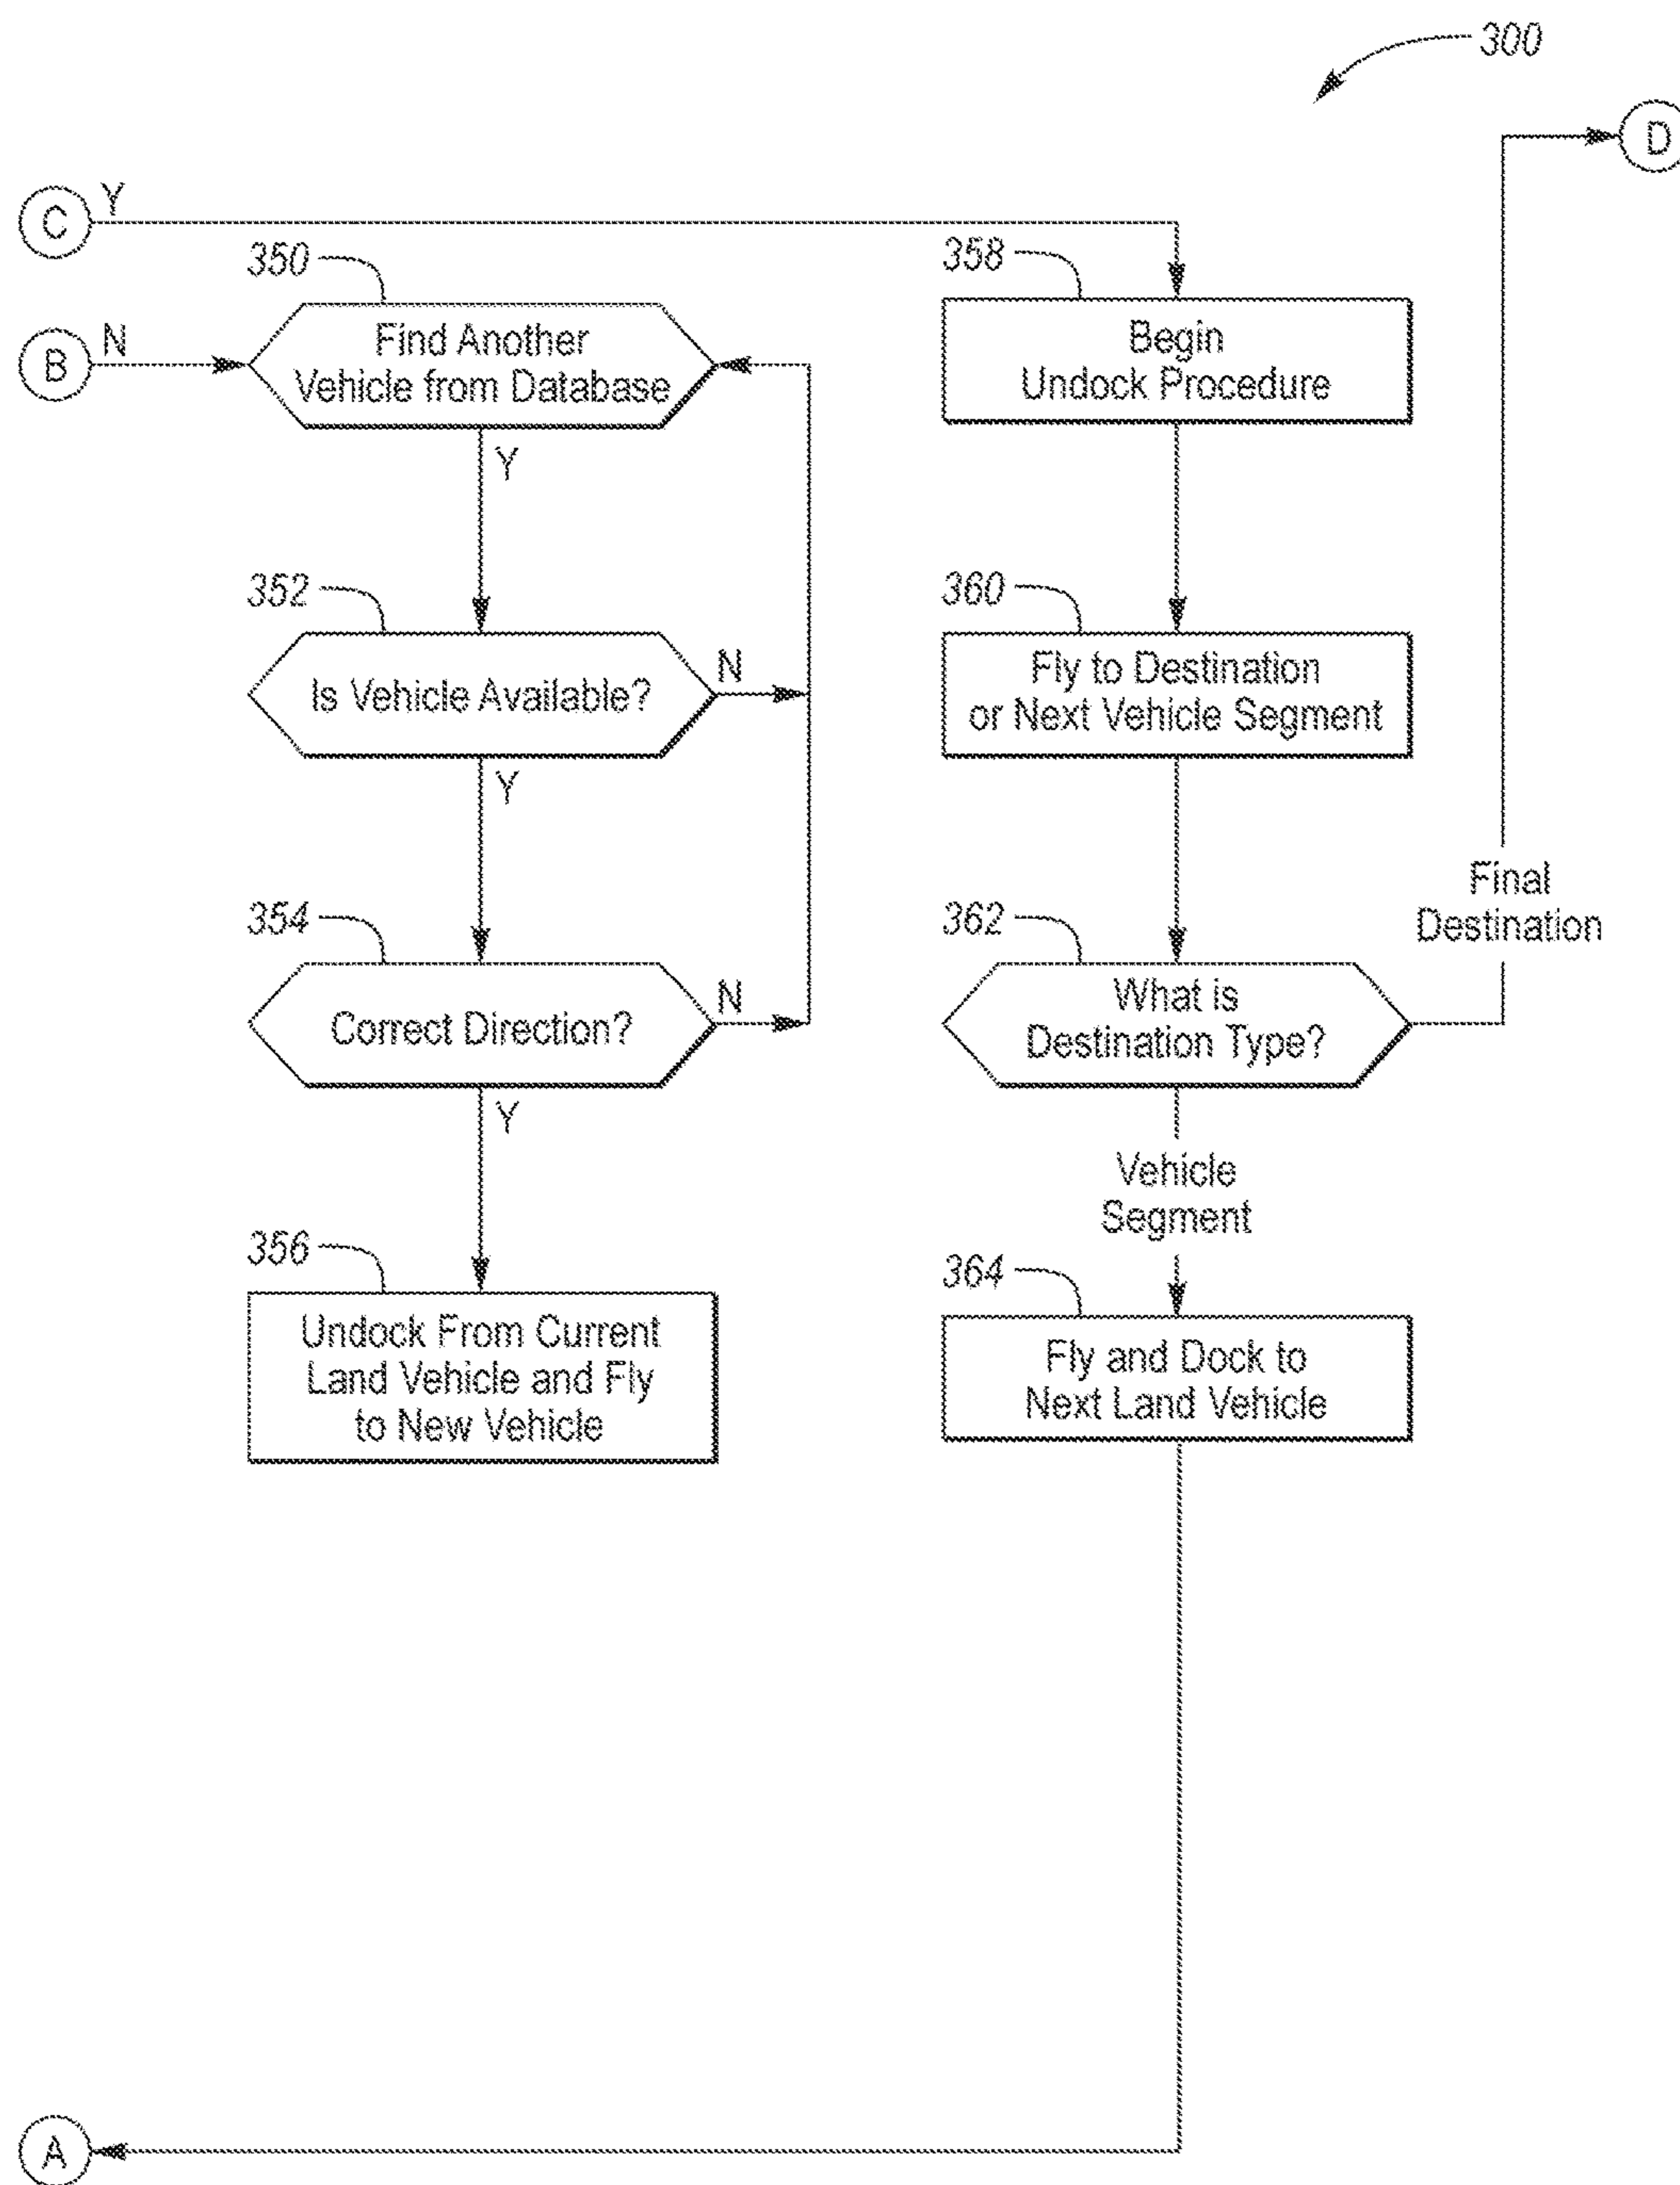 300
D
C
Y
350
358
B
N
Find Another
Vehicle from Database
Begin
Undock Procedure
Y
352
360
Is Vehicle Available?
N
Fly to Destination
or Next Vehicle Segment
Y
Final
Destination
354
362
Correct Direction?
N
What is
Destination Type?
Y
Vehicle
Segment
356
364
Undock From Current
Land Vehicle and Fly
to New Vehicle
Fly and Dock to
Next Land Vehicle
A